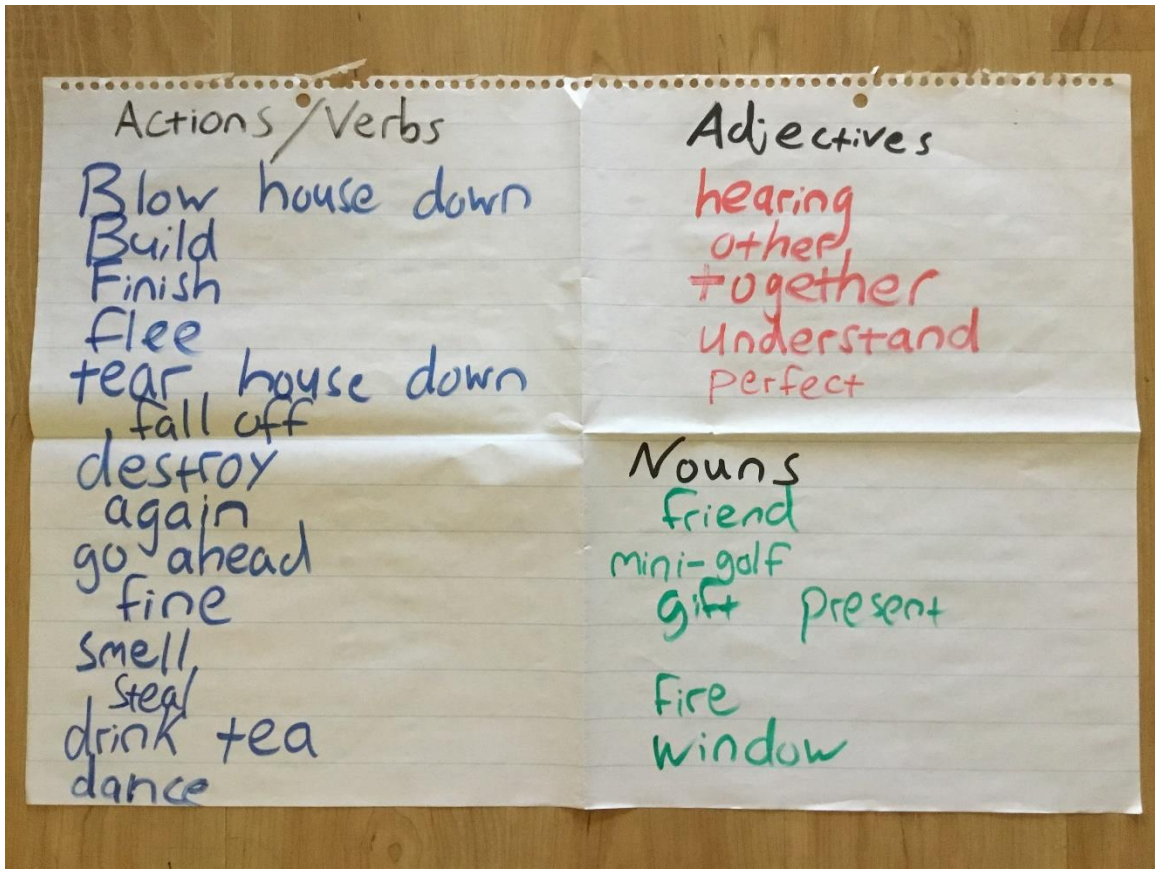 Actions/Verbs
Blow house down
Build
Finish
flee
tear house down
fall off
destroy
again
go ahead
fine
smell
steal
drink tea
dance
Adjectives
hearing
other
together
understand
perfect
Nouns
friend
mini-golf
gift present
fire
window